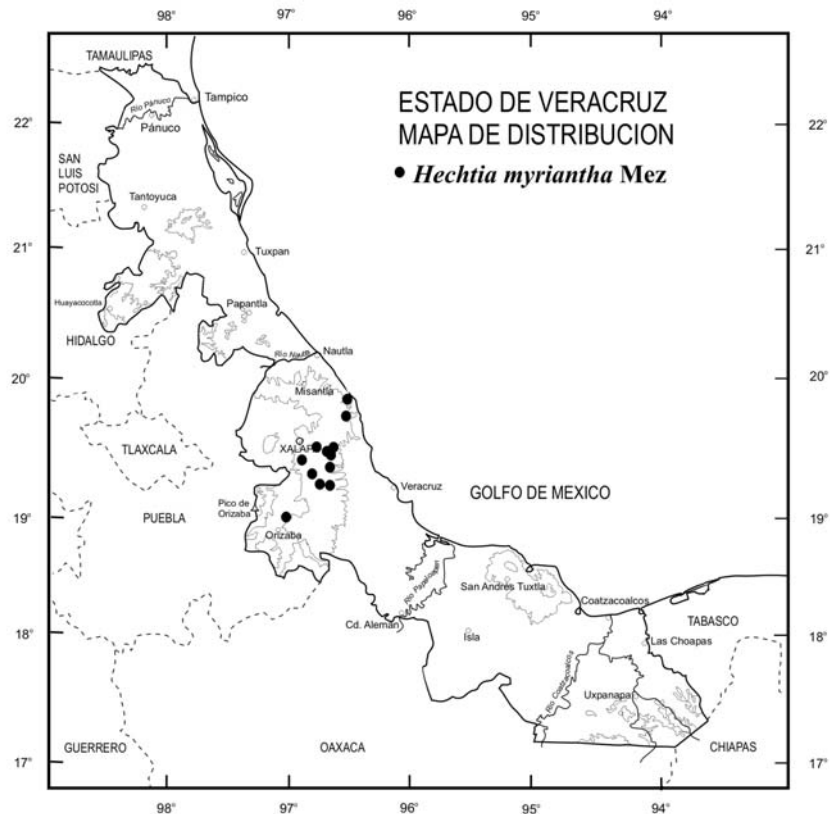 98° 97° 96° 95° 94°
TAMAULIPAS
Río Pánuco
Tampico
22°
Pánuco
ESTADO DE VERACRUZ
MAPA DE DISTRIBUCION
22°
SAN
LUIS
POTOSI
• Hechtia myriantha Mez
Tantoyuca
21°
Tuxpan
21°
Huayacocotla
Papantla
HIDALGO
Río Nautla
Nautla
20°
Misantla
20°
TLAXCALA
XALAPA
Veracruz
GOLFO DE MEXICO
Pico de
Orizaba
PUEBLA
19°
19°
Orizaba
Río Papaloapan
San Andrés Tuxtla
Coatzacoalcos
TABASCO
18°
Cd. Alemán
Isla
18°
Las Choapas
Río Coatzacoalcos
Uxpanapa
GUERRERO
OAXACA
CHIAPAS
17°
17°
98° 97° 96° 95° 94°